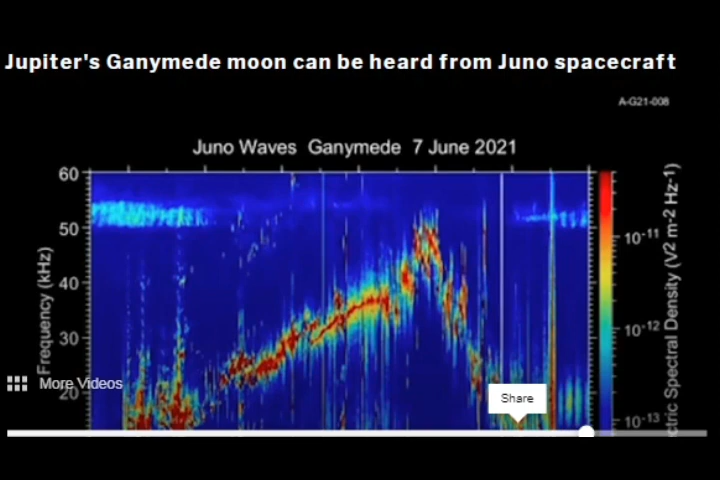 Jupiter's Ganymede moon can be heard from Juno spacecraft
A-G21-008
Juno Waves Ganymede 7 June 2021
60
50
40
30
20
Frequency (kHz)
10-11
10-12
10-13
ctric Spectral Density (V2 m-2 Hz-1)
More Videos
Share